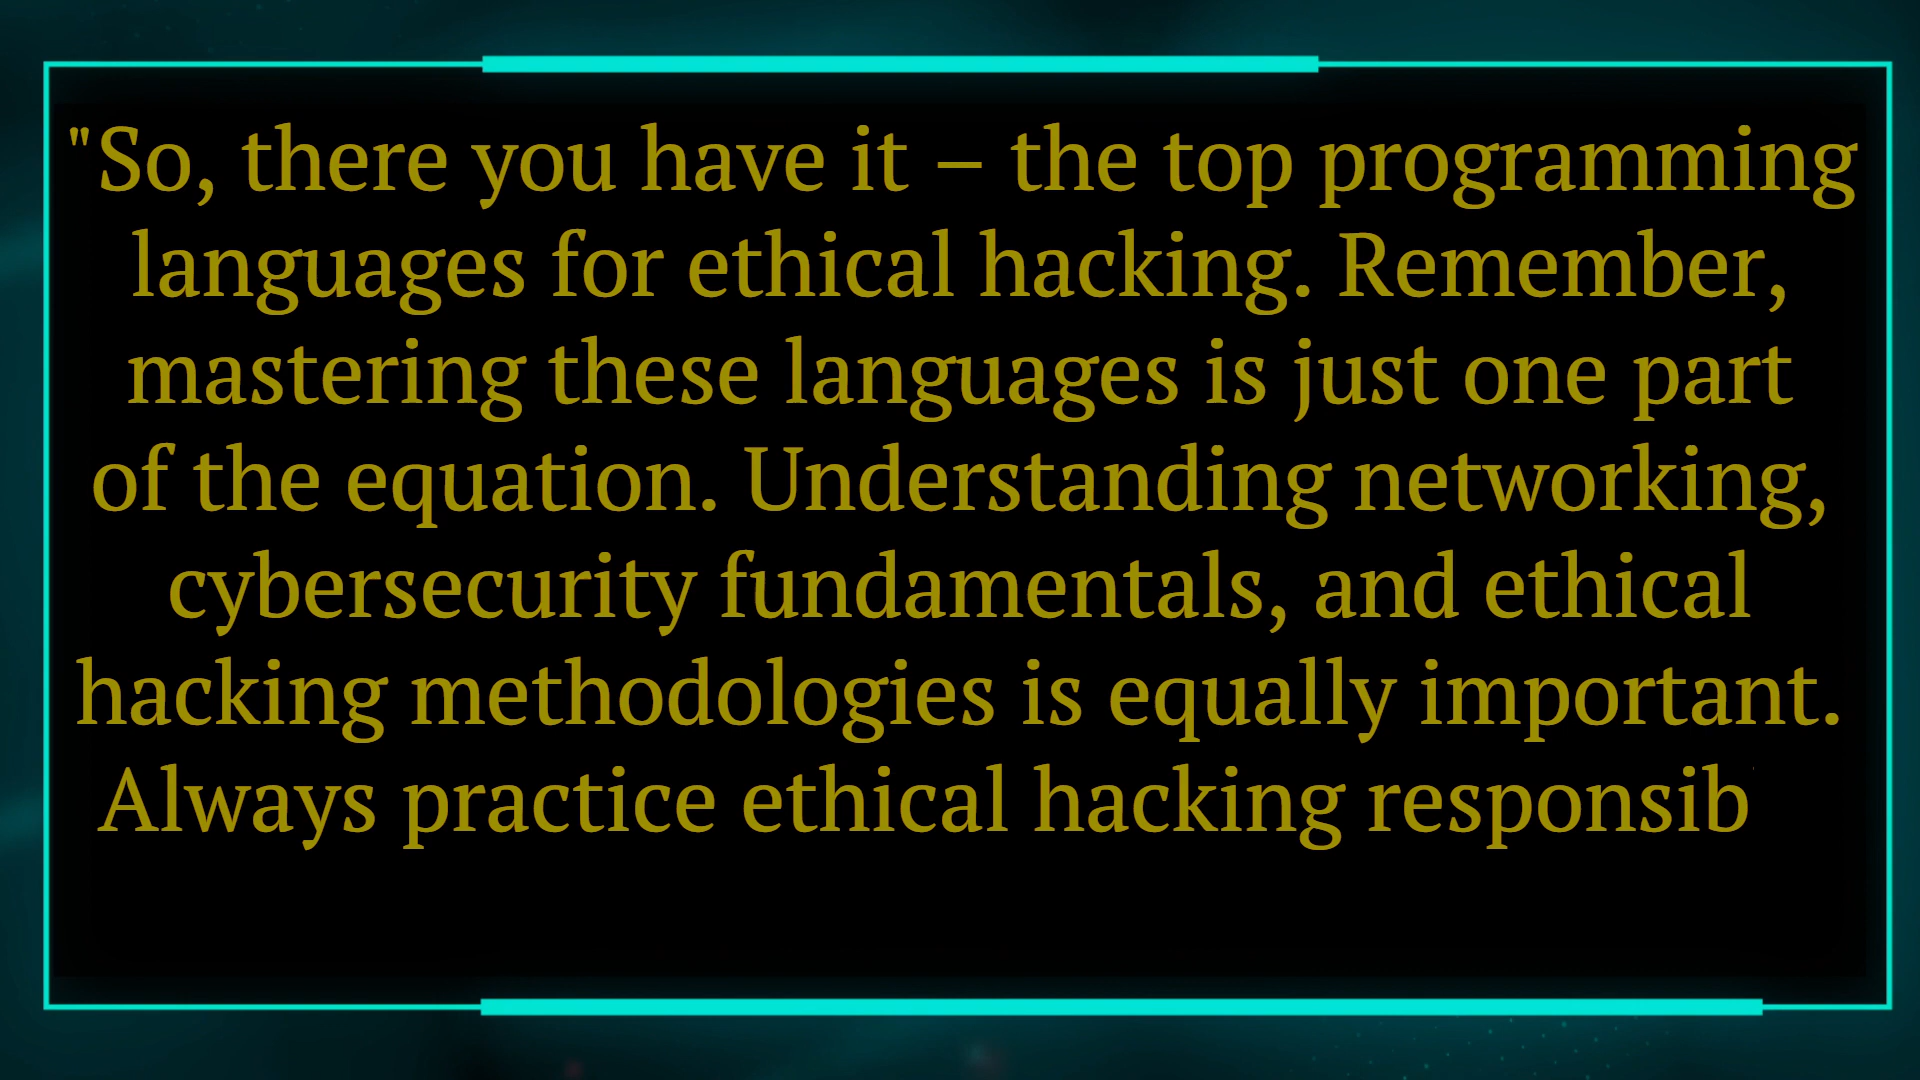 "So, there you have it – the top programming
languages for ethical hacking. Remember,
mastering these languages is just one part
of the equation. Understanding networking,
cybersecurity fundamentals, and ethical
hacking methodologies is equally important.
Always practice ethical hacking responsib